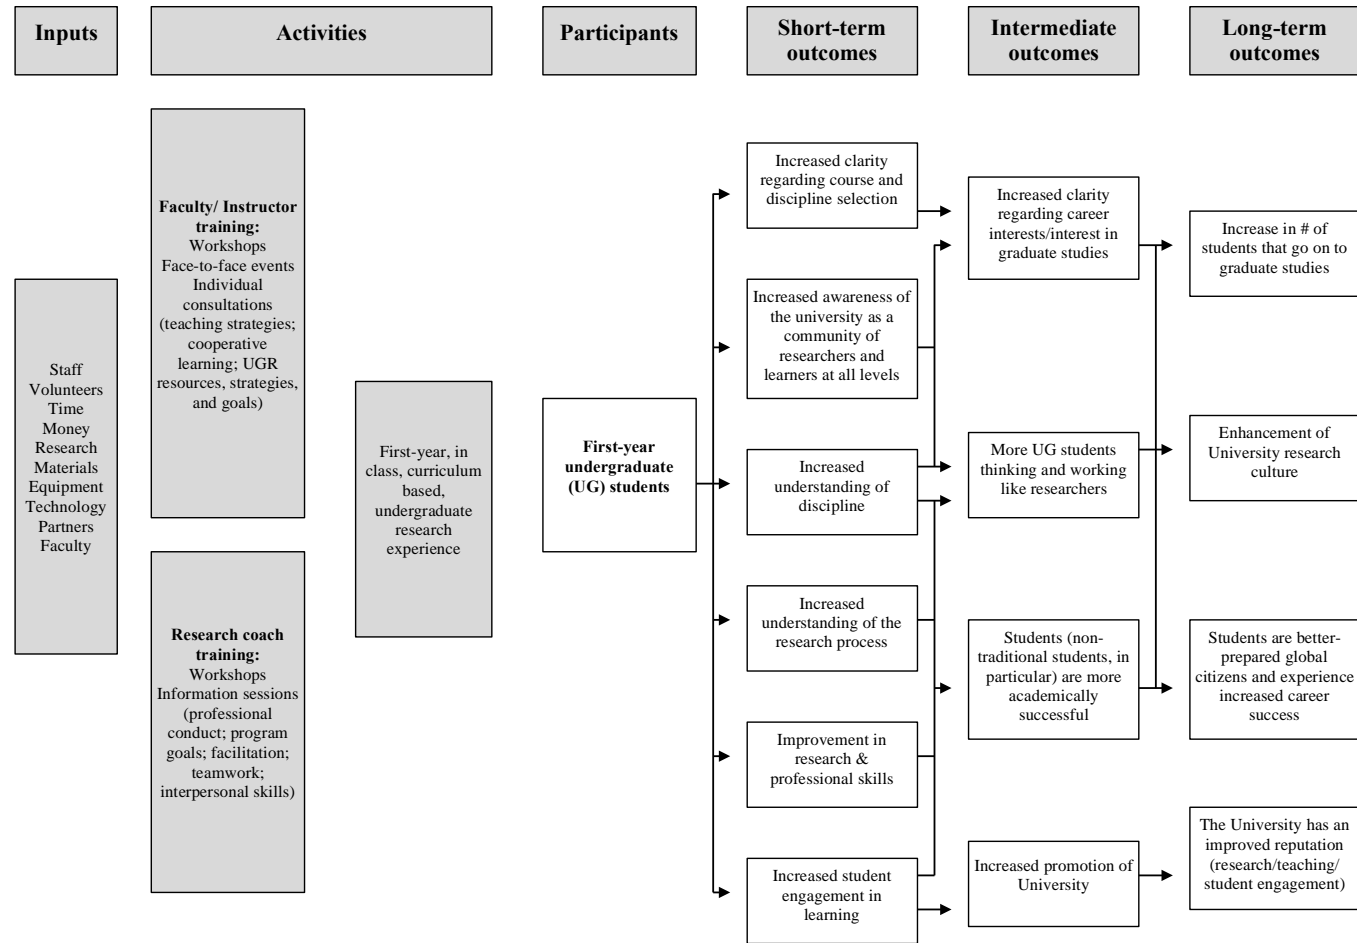 Inputs
Activities
Participants
Short-term
outcomes
Intermediate
outcomes
Long-term
outcomes
Staff
Volunteers
Time
Money
Research
Materials
Equipment
Technology
Partners
Faculty
Faculty/ Instructor
training:
Workshops
Face-to-face events
Individual
consultations
(teaching strategies;
cooperative
learning; UGR
resources, strategies,
and goals)
Research coach
training:
Workshops
Information sessions
(professional
conduct; program
goals; facilitation;
teamwork;
interpersonal skills)
First-year, in
class, curriculum
based,
undergraduate
research
experience
First-year
undergraduate
(UG) students
Increased clarity
regarding course and
discipline selection
Increased awareness of
the university as a
community of
researchers and
learners at all levels
Increased
understanding of
discipline
Increased
understanding of the
research process
Improvement in
research &
professional skills
Increased student
engagement in
learning
Increased clarity
regarding career
interests/interest in
graduate studies
More UG students
thinking and working
like researchers
Students (non-
traditional students, in
particular) are more
academically
successful
Increased promotion of
University
Increase in # of
students that go on to
graduate studies
Enhancement of
University research
culture
Students are better-
prepared global
citizens and experience
increased career
success
The University has an
improved reputation
(research/teaching/
student engagement)